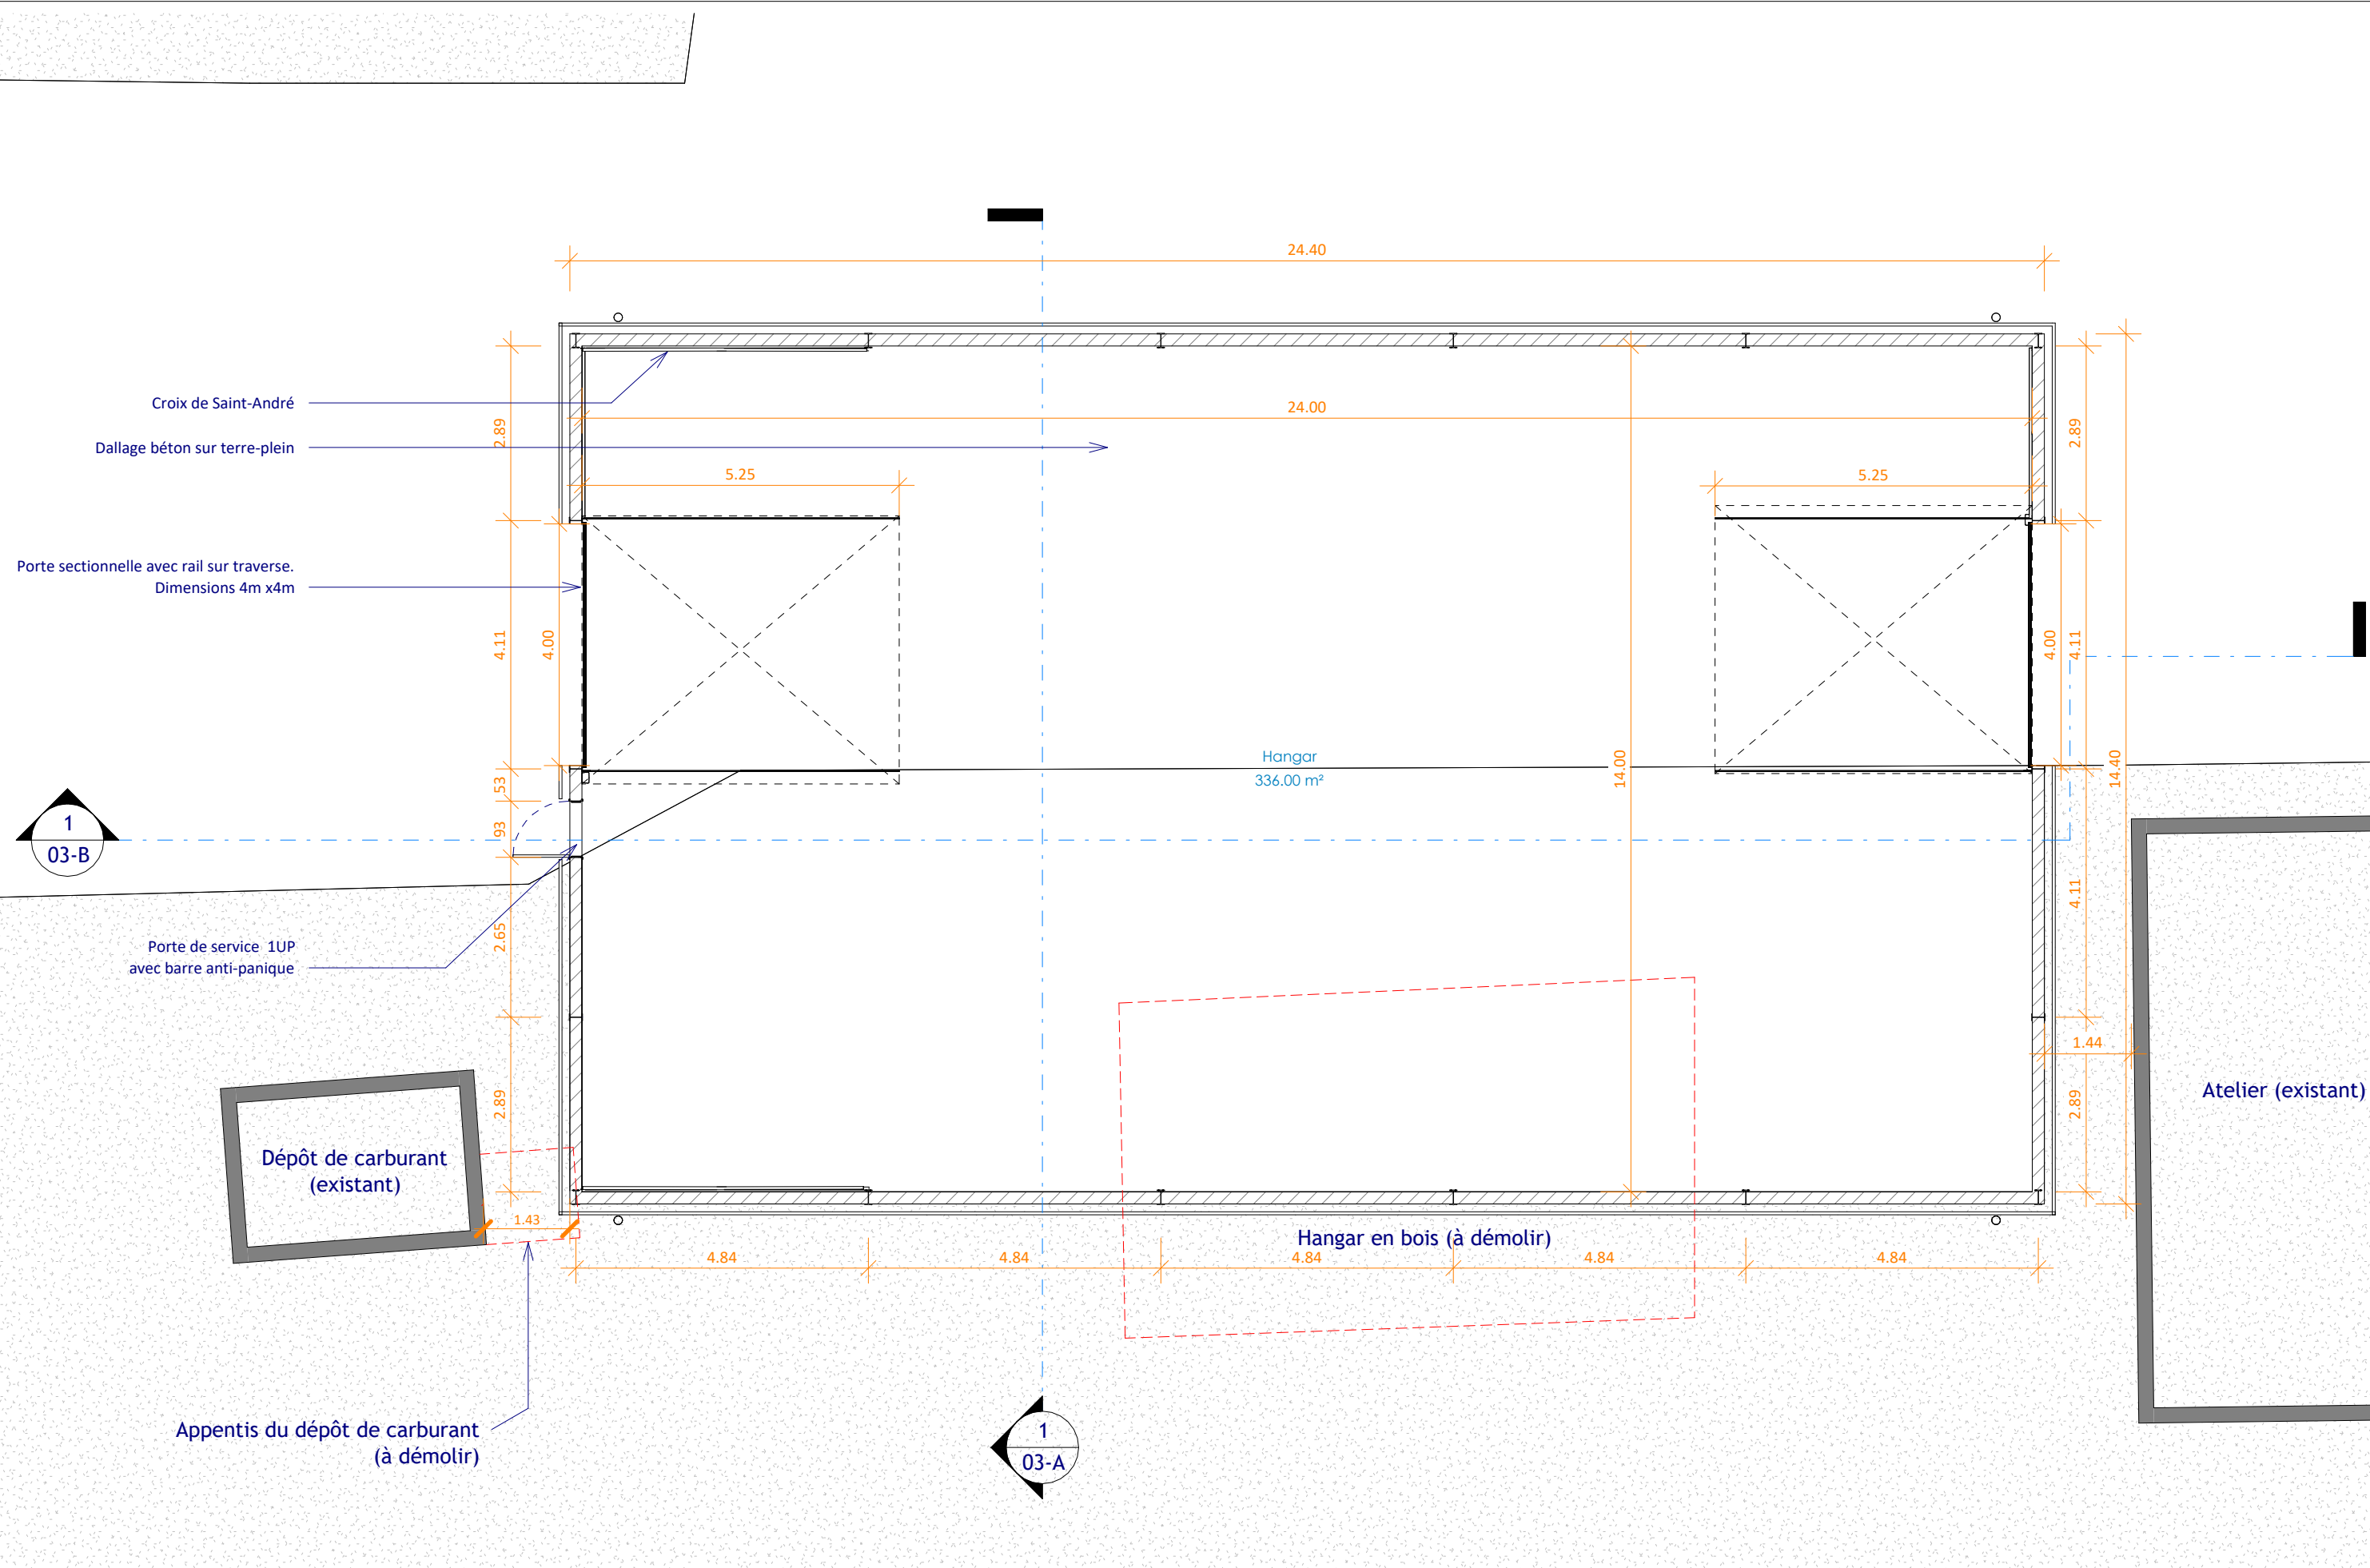 24.40
Croix de Saint-André
Dallage béton sur terre-plein
24.00
5.25
5.25
2.89
2.89
Porte sectionnelle avec rail sur traverse.
Dimensions 4m x4m
4.11
4.00
4.00
4.11
Hangar
336.00 m²
14.00
14.40
53
93
1
03-B
2.65
4.11
Porte de service  1UP
avec barre anti-panique
1.44
Atelier (existant)
2.89
2.89
Dépôt de carburant
(existant)
1.43
Hangar en bois (à démolir)
4.84
4.84
4.84
4.84
4.84
Appentis du dépôt de carburant
(à démolir)
1
03-A